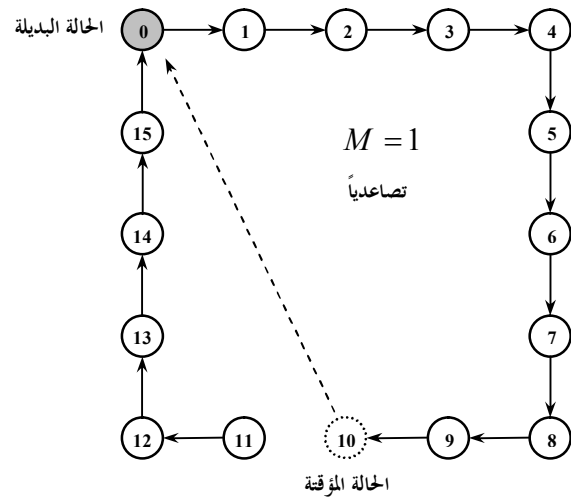 الحالة البديلة 0 1 2 3 4
15 5
M = 1
تصاعدياً
14 6
13 7
12 11 10 9 8
الحالة المؤقتة